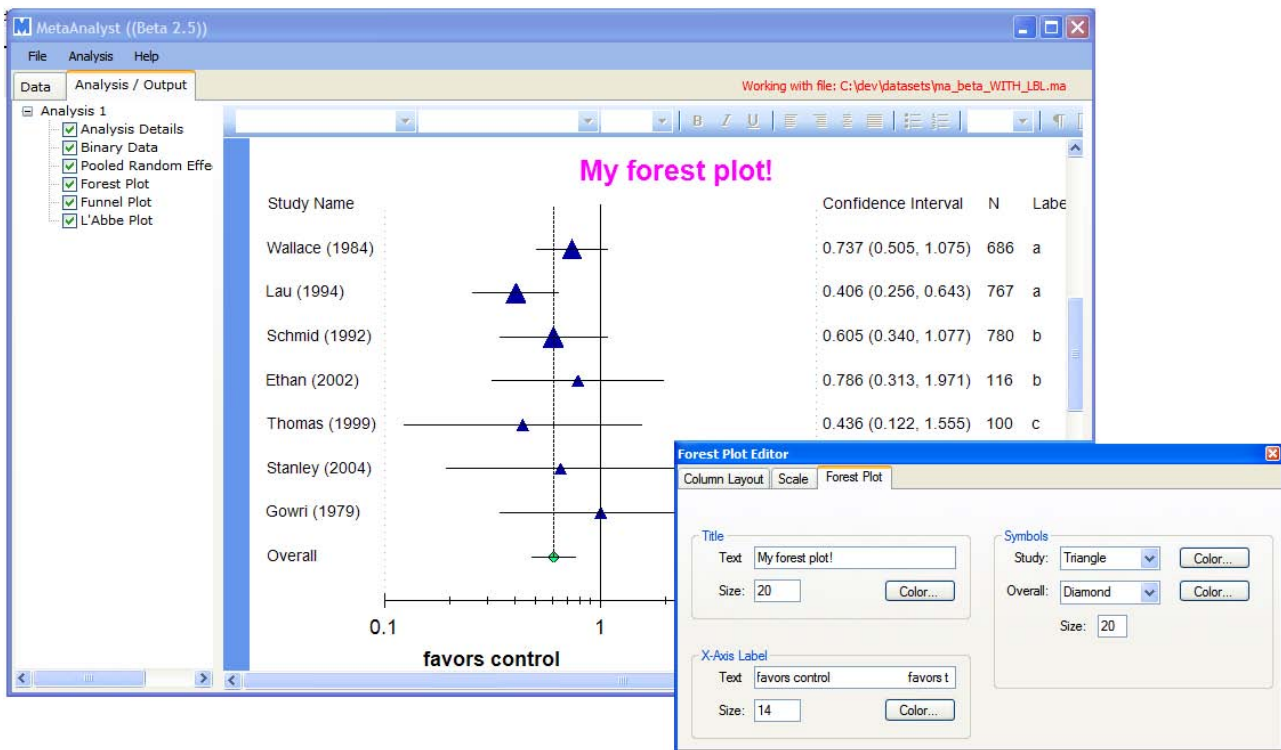 MetaAnalyst ((Beta 2.5))
File Analysis Help
Data Analysis / Output Working with file: C:\dev\datasets\ma_beta_WITH_LBL.ma
Analysis 1
Analysis Details
Binary Data
Pooled Random Effe
Forest Plot
Funnel Plot
L'Abbe Plot
B I U
My forest plot!
Study Name Confidence Interval N Labe
Wallace (1984) 0.737 (0.505, 1.075) 686 a
Lau (1994) 0.406 (0.256, 0.643) 767 a
Schmid (1992) 0.605 (0.340, 1.077) 780 b
Ethan (2002) 0.786 (0.313, 1.971) 116 b
Thomas (1999) 0.436 (0.122, 1.555) 100 c
Stanley (2004)
Gowri (1979)
Overall
0.1 1
favors control
Forest Plot Editor
Column Layout Scale Forest Plot
Title
Text My forest plot!
Size: 20 Color...
X-Axis Label
Text favors control favors t
Size: 14 Color...
Symbols
Study: Triangle Color...
Overall: Diamond Color...
Size: 20